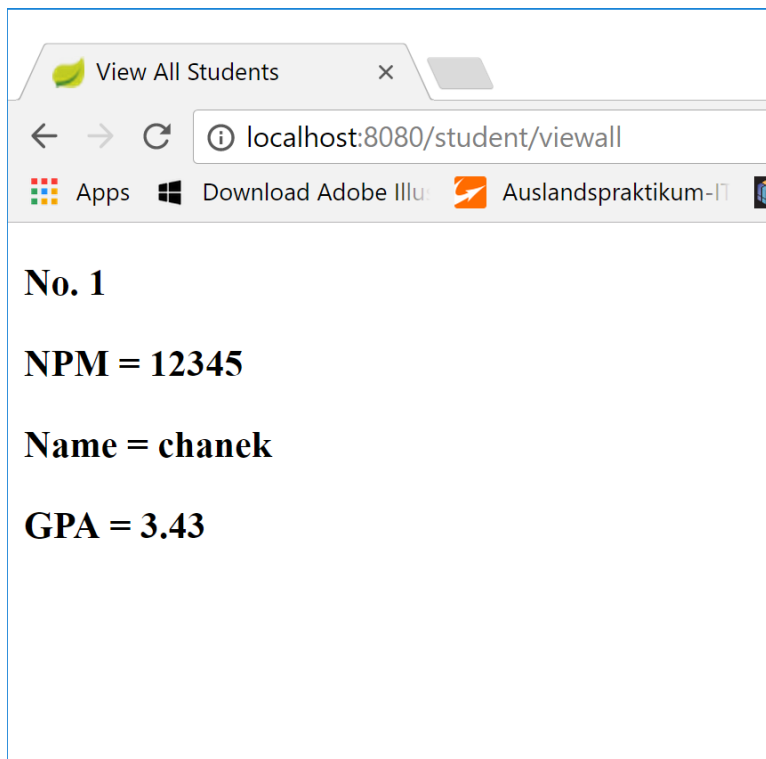 View All Students
localhost:8080/student/viewall
Apps Download Adobe Illu Auslandspraktikum-IT
No. 1
NPM = 12345
Name = chanek
GPA = 3.43